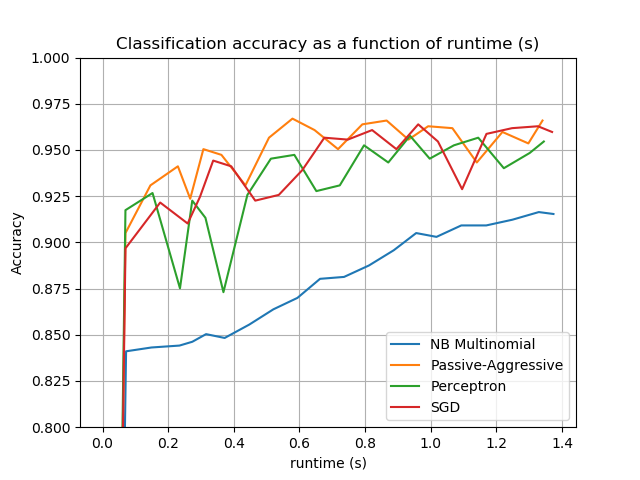 Classification accuracy as a function of runtime (s)
1.000
0.975
0.950
0.925
0.900
0.875
0.850
0.825
0.800
Accuracy
NB Multinomial
Passive-Aggressive
Perceptron
SGD
0.0 0.2 0.4 0.6 0.8 1.0 1.2 1.4
runtime (s)